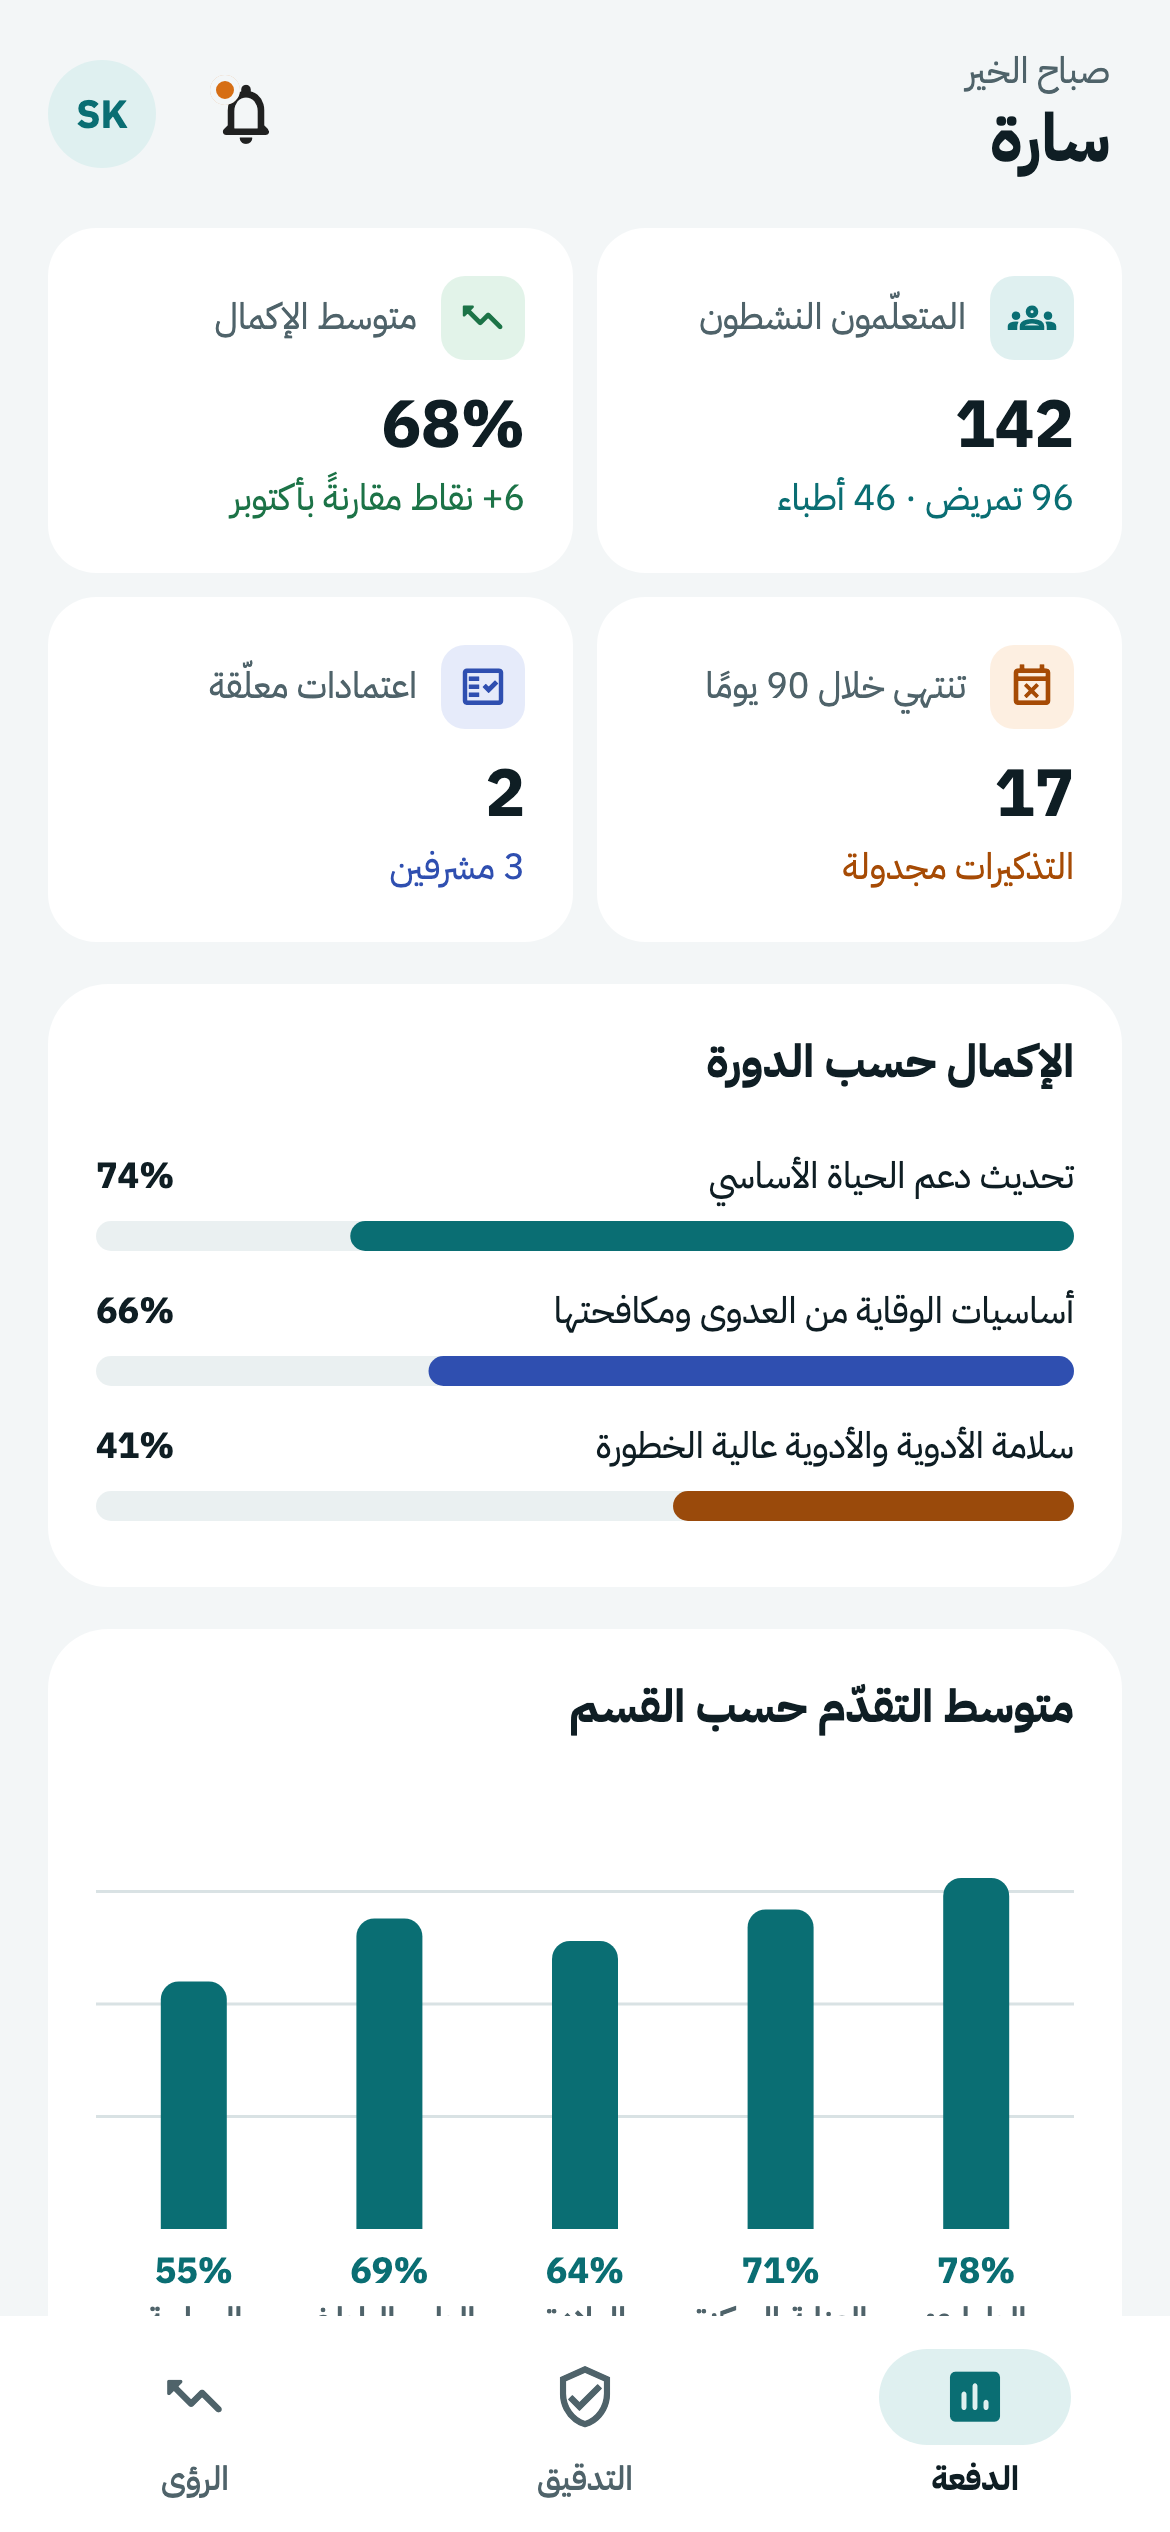 صباح الخير
سارة
SK
المتعلّمون النشطون
142
96 تمريض · 46 أطباء
متوسط الإكمال
68%
+6 نقاط مقارنةً بأكتوبر
تنتهي خلال 90 يومًا
17
التذكيرات مجدولة
اعتمادات معلّقة
2
3 مشرفين
الإكمال حسب الدورة
تحديث دعم الحياة الأساسي 74%
أساسيات الوقاية من العدوى ومكافحتها 66%
سلامة الأدوية والأدوية عالية الخطورة 41%
متوسط التقدّم حسب القسم
78% 71% 64% 69% 55%
الدفعة
التدقيق
الرؤى